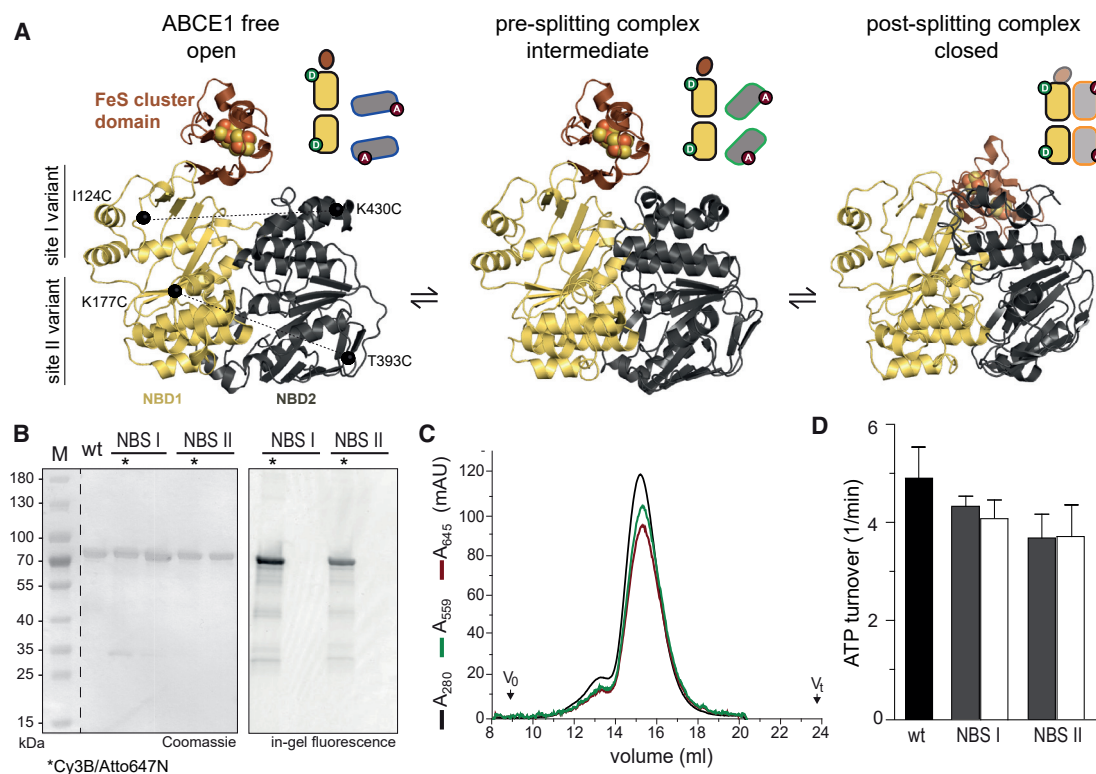 A
ABCE1 free
open
pre-splitting complex
intermediate
post-splitting complex
closed
FeS cluster
domain
D
D
A
A
D
D
A
A
D
D
A
A
site I variant
site II variant
I124C
K430C
K177C
T393C
NBD1
NBD2
B
M
wt
NBS I
NBS II
NBS I
NBS II
*
*
*
*
180
130
100
70
55
40
35
25
15
kDa
Coomassie
in-gel fluorescence
*Cy3B/Atto647N
C
A280 A559 A645 (mAU)
120
100
80
60
40
20
0
V0
Vt
8 10 12 14 16 18 20 22 24
volume (ml)
D
ATP turnover (1/min)
6
4
2
0
wt
NBS I
NBS II